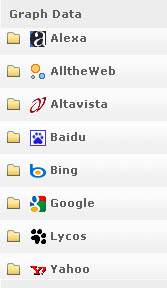 Graph Data
Alexa
AlltheWeb
Altavista
Baidu
Bing
Google
Lycos
Yahoo